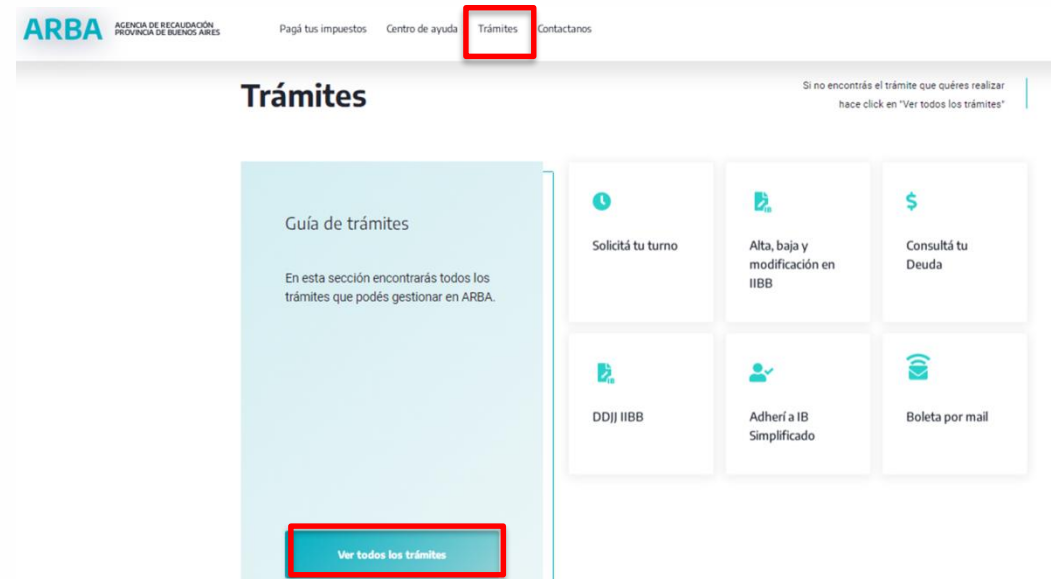 ARBA
AGENCIA DE RECAUDACIÓN
PROVINCIA DE BUENOS AIRES
Pagá tus impuestos
Centro de ayuda
Trámites
Contactanos
Trámites
Si no encontrás el trámite que quéres realizar
hace click en "Ver todos los trámites"
Guía de trámites
En esta sección encontrarás todos los
trámites que podés gestionar en ARBA.
Ver todos los trámites
Solicitá tu turno
Alta, baja y
modificación en
IIBB
Consultá tu
Deuda
DDJJ IIBB
Adherí a IB
Simplificado
Boleta por mail